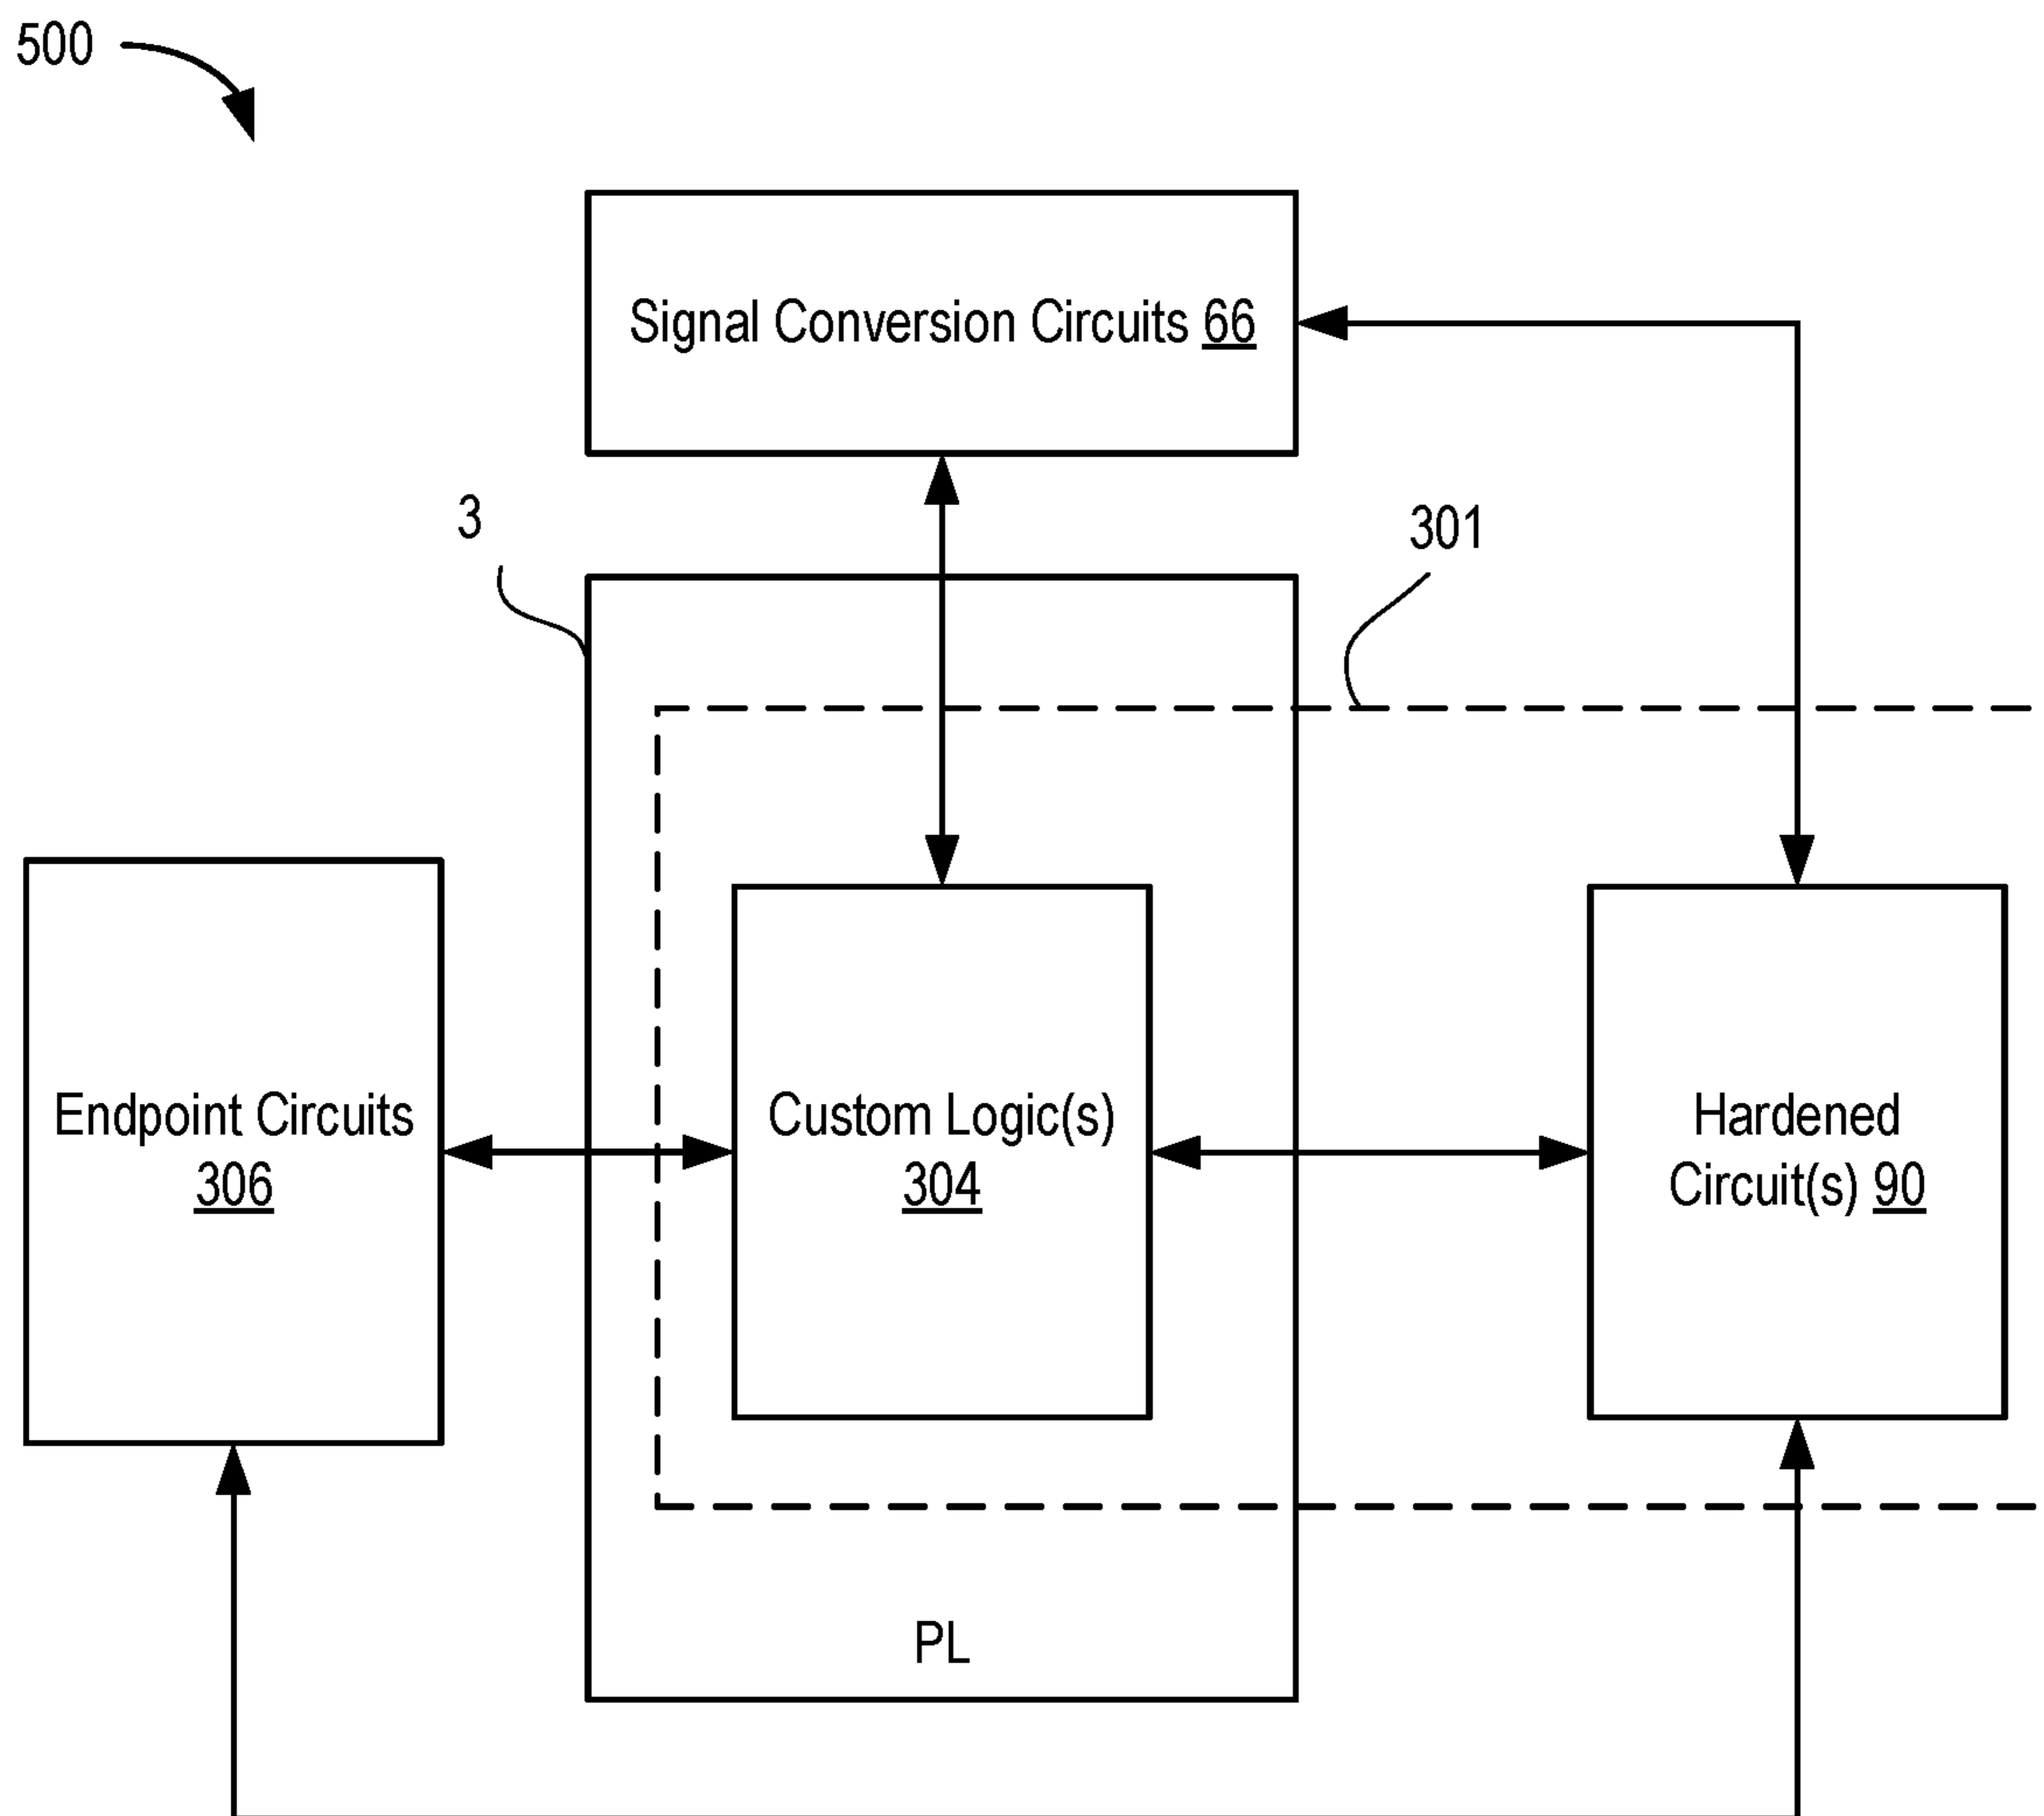 500
Signal Conversion Circuits 66
3
301
Endpoint Circuits
306
Custom Logic(s)
304
Hardened
Circuit(s) 90
PL